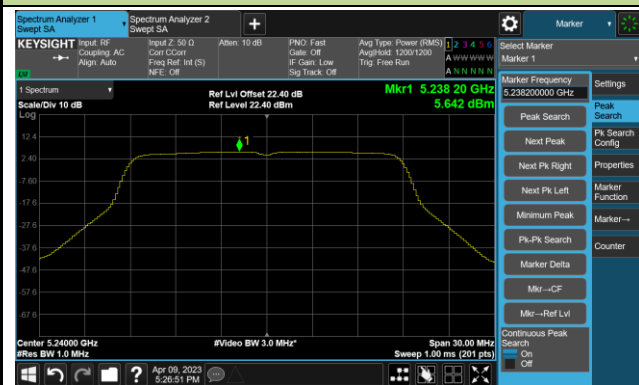 Spectrum Analyzer 1
Swept SA
Spectrum Analyzer 2
Swept SA
+
Marker
KEYSIGHT
Input: RF
Coupling: AC
Align: Auto
Input Z: 50 Ω
Corr CCorr
Freq Ref: Int (S)
NFE: Off
Atten: 10 dB
PNO: Fast
Gate: Off
IF Gain: Low
Sig Track: Off
Avg Type: Power (RMS)
Avg|Hold: 1200/1200
Trig: Free Run
1 2 3 4 5 6
A W W W W W
A N N N N N
Select Marker
Marker 1
1 Spectrum
Scale/Div 10 dB
Log
Ref Lvl Offset 22.40 dB
Ref Level 22.40 dBm
Mkr1 5.238 20 GHz
5.642 dBm
12.4
2.40
-7.60
-17.6
-27.6
-37.6
-47.6
-57.6
-67.6
1
Center 5.24000 GHz
#Res BW 1.0 MHz
#Video BW 3.0 MHz*
Span 30.00 MHz
Sweep 1.00 ms (201 pts)
Marker Frequency
5.238200000 GHz
Peak Search
Next Peak
Next Pk Right
Next Pk Left
Minimum Peak
Pk-Pk Search
Marker Delta
Mkr→CF
Mkr→Ref Lvl
Continuous Peak
Search
On
Off
Settings
Peak
Search
Pk Search
Config
Properties
Marker
Function
Marker→
Counter
?
Apr 09, 2023
5:26:51 PM